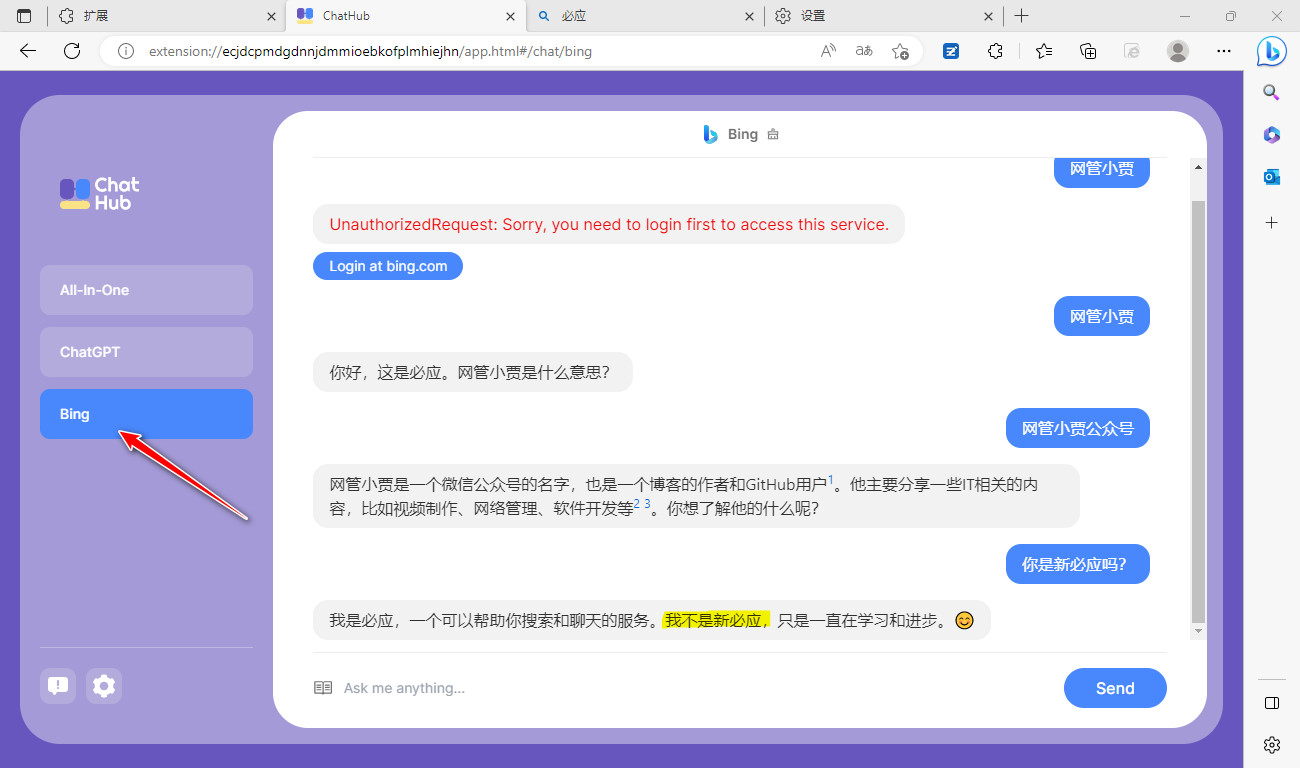 扩展
ChatHub
必应
设置
extension://ecjdcpmdgdnnjdmmioebkofplmhiejhn/app.html#/chat/bing
Chat
Hub
All-In-One
ChatGPT
Bing
Bing
网管小贾
UnauthorizedRequest: Sorry, you need to login first to access this service.
Login at bing.com
网管小贾
你好，这是必应。网管小贾是什么意思？
网管小贾公众号
网管小贾是一个微信公众号的名字，也是一个博客的作者和GitHub用户1。他主要分享一些IT相关的内
容，比如视频制作、网络管理、软件开发等2 3。你想了解他的什么呢？
你是新必应吗？
我是必应，一个可以帮助你搜索和聊天的服务。我不是新必应，只是一直在学习和进步。😊
Ask me anything...
Send